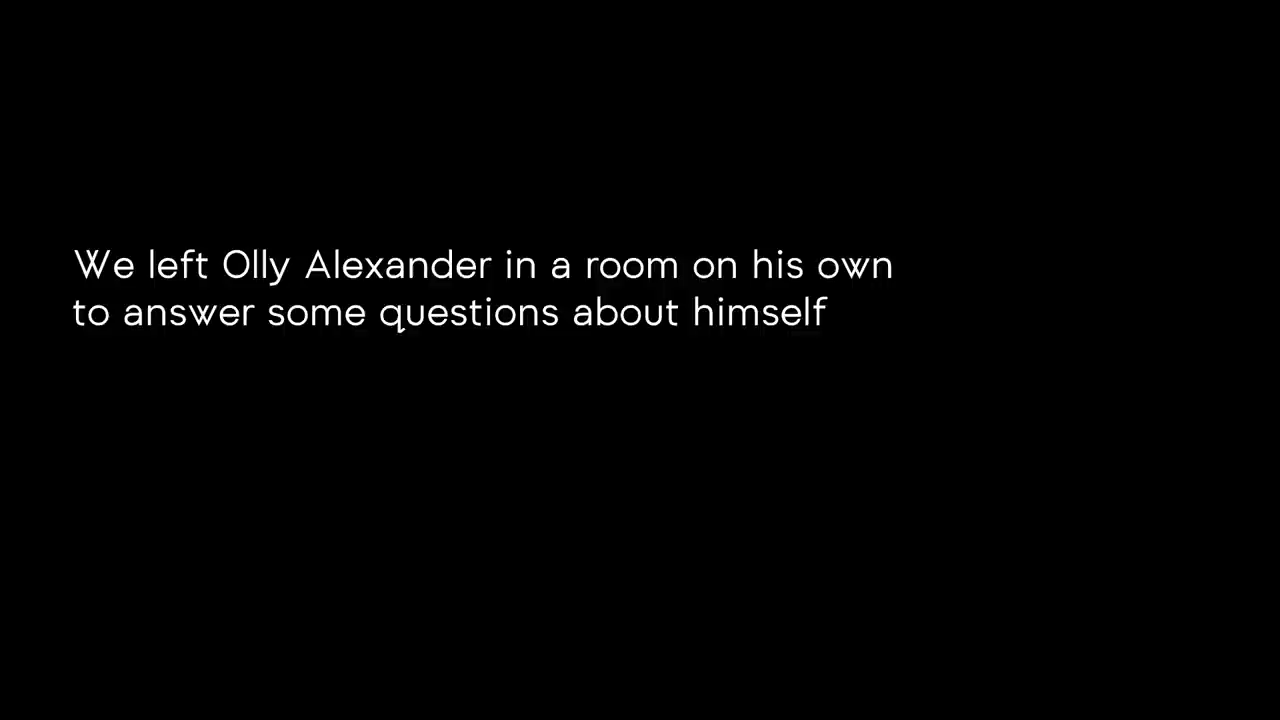 We left Olly Alexander in a room on his own
to answer some questions about himself